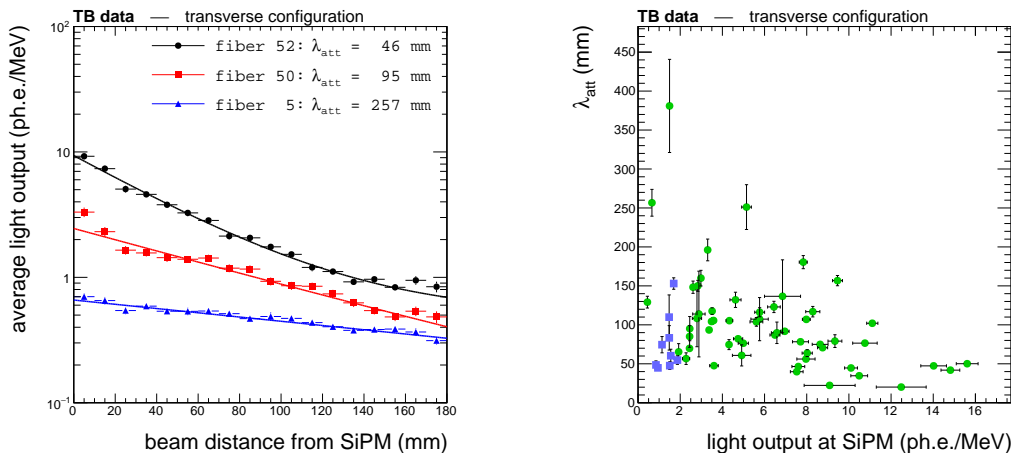 TB data — transverse configuration
fiber 52: λatt = 46 mm
fiber 50: λatt = 95 mm
fiber 5: λatt = 257 mm
average light output (ph.e./MeV)
10²
10
1
10⁻¹
0 20 40 60 80 100 120 140 160 180
beam distance from SiPM (mm)
TB data — transverse configuration
λatt (mm)
450
400
350
300
250
200
150
100
50
0
0 2 4 6 8 10 12 14 16
light output at SiPM (ph.e./MeV)